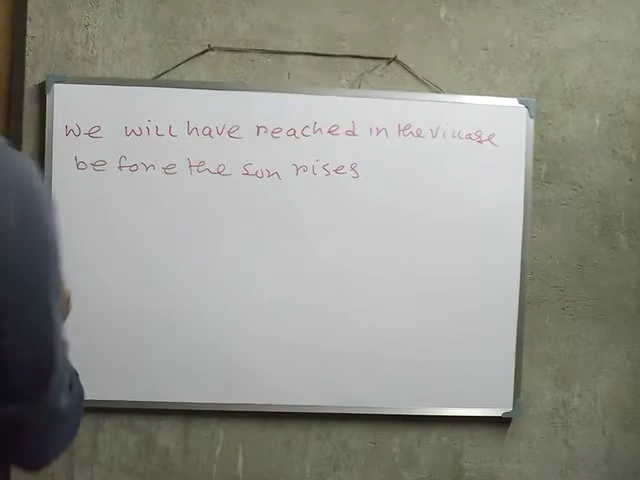 we will have reached in the village
before the sun rises.